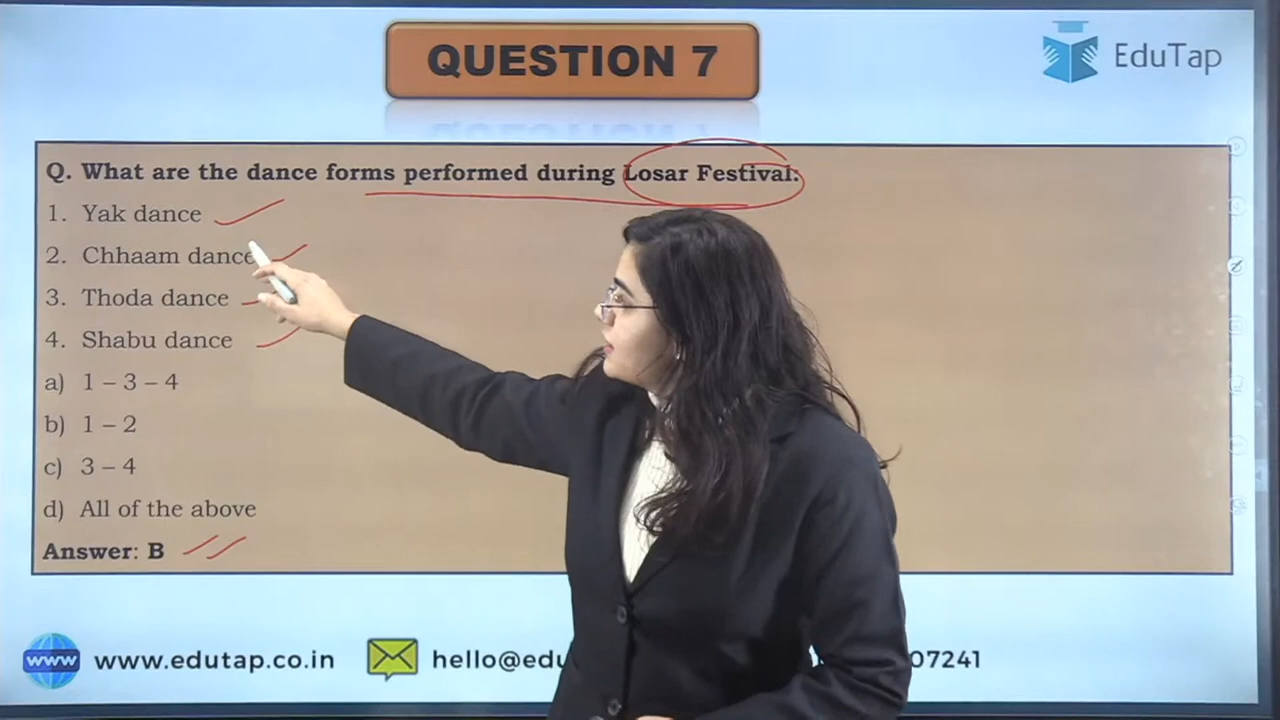 QUESTION 7
EduTap
Q. What are the dance forms performed during Losar Festival.
1. Yak dance
2. Chhaam dance
3. Thoda dance
4. Shabu dance
a) 1 – 3 – 4
b) 1 – 2
c) 3 – 4
d) All of the above
Answer: B
www www.edutap.co.in hello@edu 07241